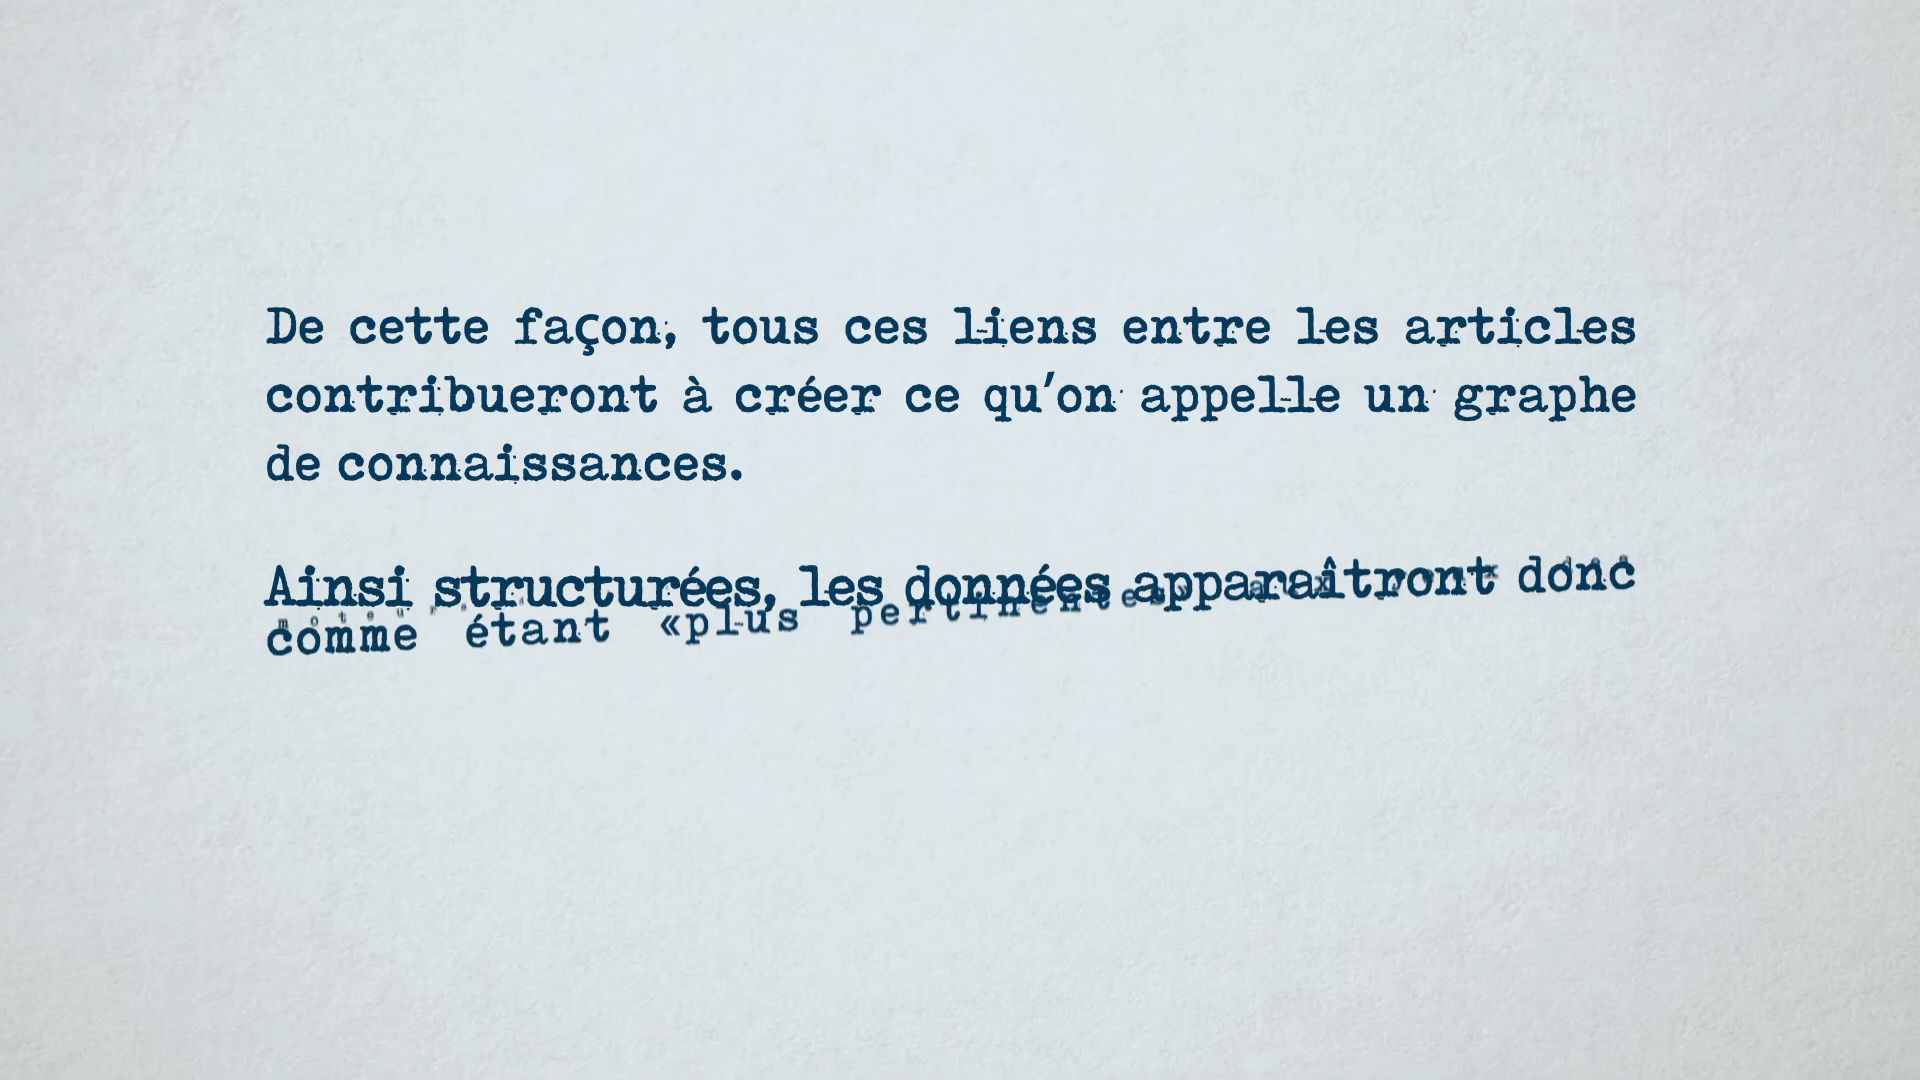 De cette façon, tous ces liens entre les articles
contribueront à créer ce qu’on appelle un graphe
de connaissances.
Ainsi structurées, les données apparaîtront donc
comme étant «plus pertinentes»